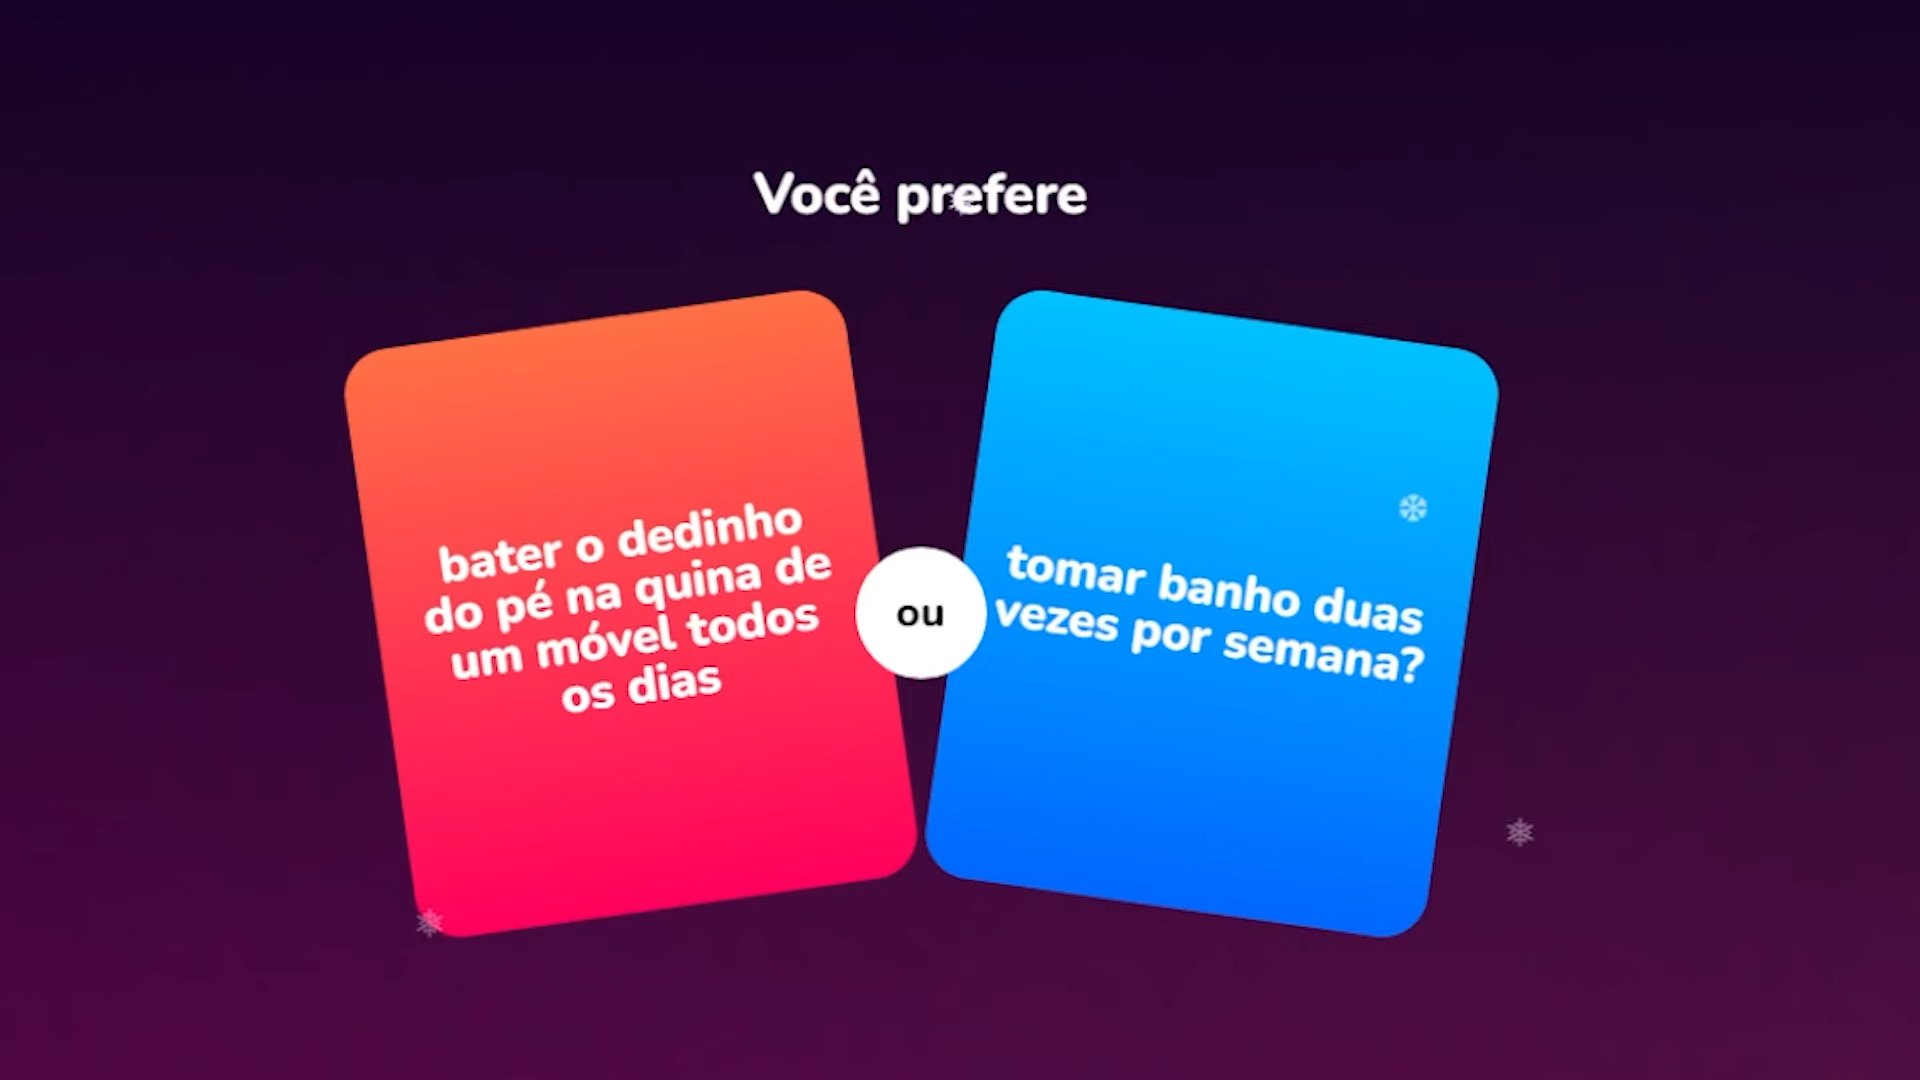 Você prefere
bater o dedinho
do pé na quina de
um móvel todos
os dias
ou
tomar banho duas
vezes por semana?